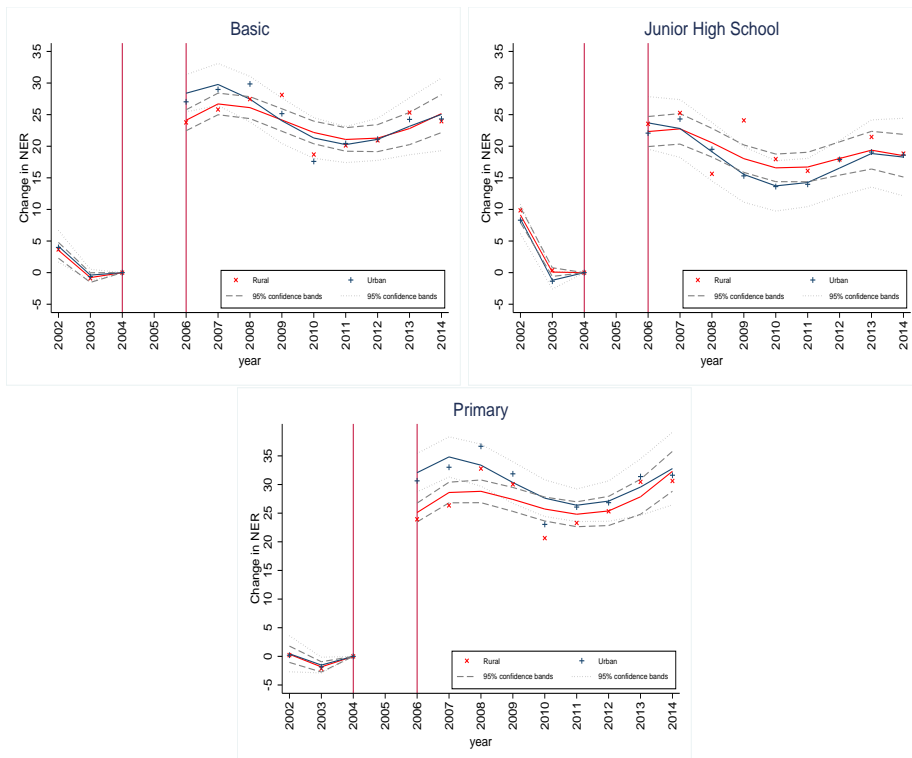 Basic
Change in NER
35
30
25
20
15
10
5
0
-5
2002 2003 2004 2005 2006 2007 2008 2009 2010 2011 2012 2013 2014
year
Rural Urban
95% confidence bands 95% confidence bands
Junior High School
Change in NER
35
30
25
20
15
10
5
0
-5
2002 2003 2004 2005 2006 2007 2008 2009 2010 2011 2012 2013 2014
year
Rural Urban
95% confidence bands 95% confidence bands
Primary
Change in NER
35
30
25
20
15
10
5
0
-5
2002 2003 2004 2005 2006 2007 2008 2009 2010 2011 2012 2013 2014
year
Rural Urban
95% confidence bands 95% confidence bands